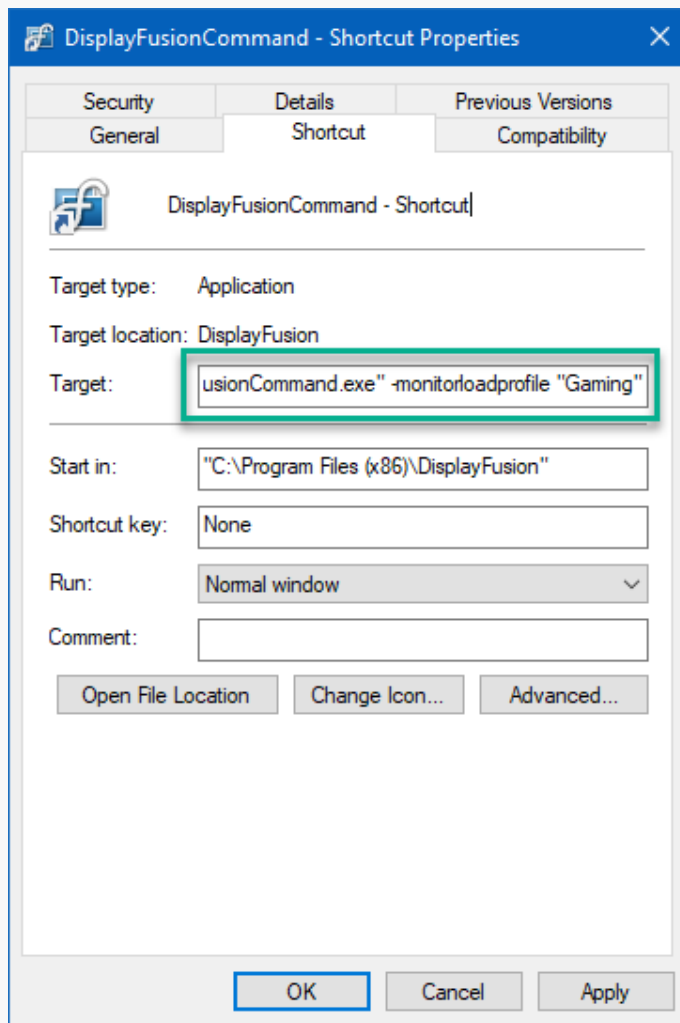 DisplayFusionCommand - Shortcut Properties
Security Details Previous Versions
General Shortcut Compatibility
DisplayFusionCommand - Shortcut
Target type: Application
Target location: DisplayFusion
Target: usionCommand.exe" -monitorloadprofile "Gaming"
Start in: "C:\Program Files (x86)\DisplayFusion"
Shortcut key: None
Run: Normal window
Comment:
Open File Location Change Icon... Advanced...
OK Cancel Apply